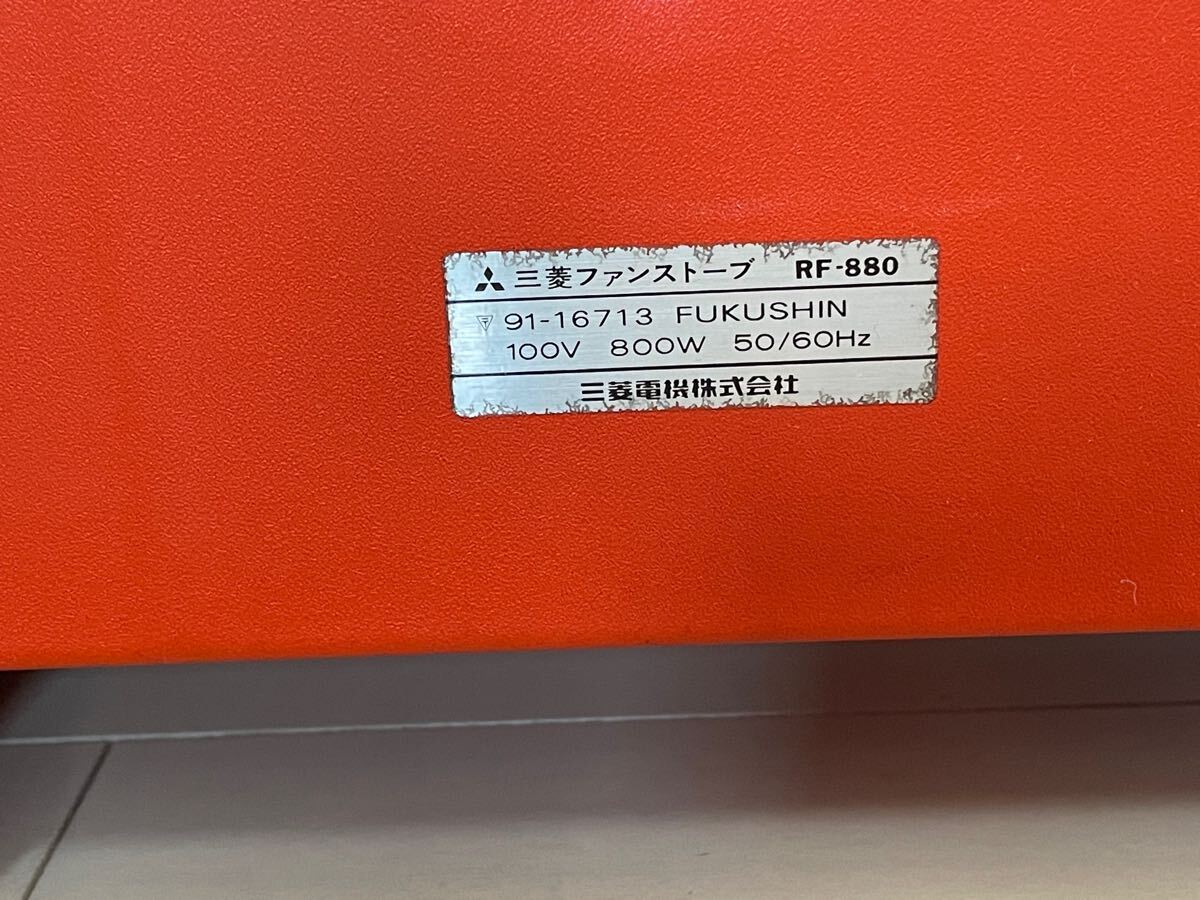 三菱ファンストーブ RF-880
91-16713 FUKUSHIN
100V 800W 50/60Hz
三菱電機株式会社